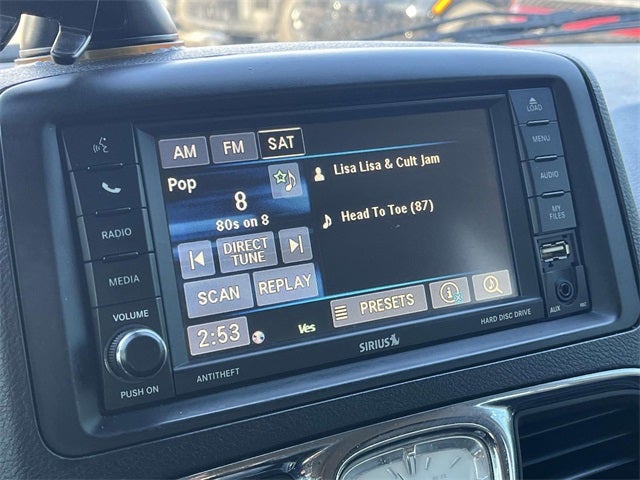 AM FM SAT
Pop
8
80s on 8
DIRECT TUNE
SCAN REPLAY
2:53
Ves
Lisa Lisa & Cult Jam
Head To Toe (87)
PRESETS
RADIO
MEDIA
VOLUME
PUSH ON
ANTITHEFT
SIRIUS
HARD DISC DRIVE
LOAD
MENU
AUDIO
MY FILES
AUX